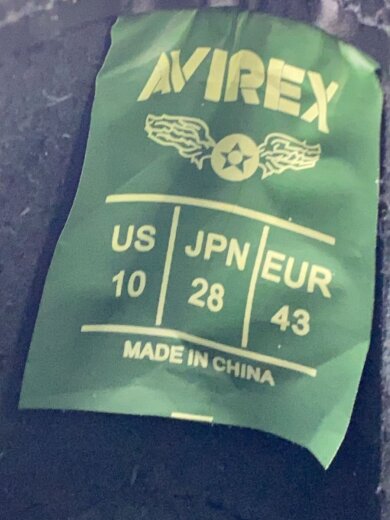 AVIREX
US JPN EUR
10 28 43
MADE IN CHINA